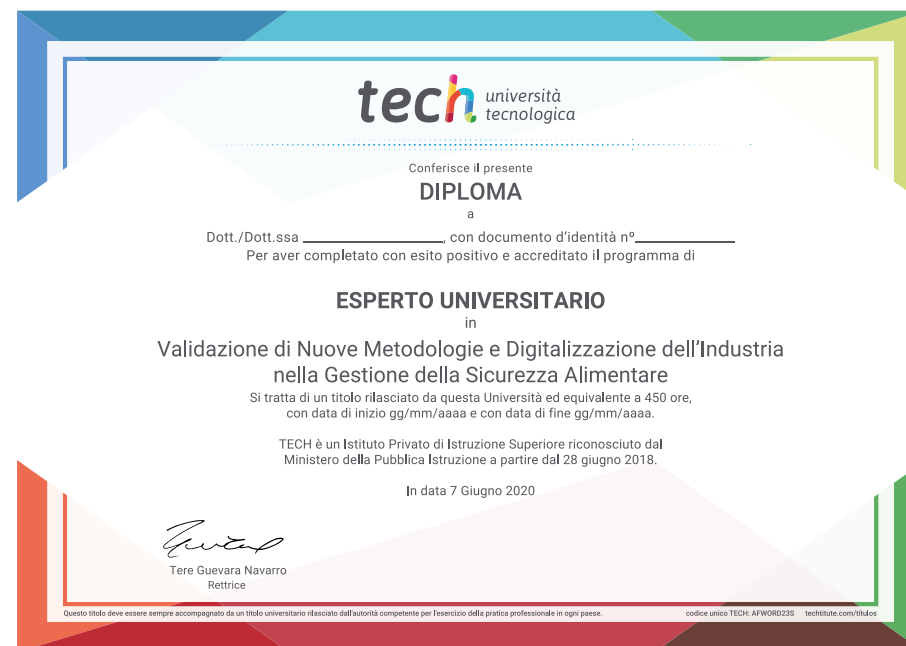 tech università
tecnologica
Conferisce il presente
DIPLOMA
a
Dott./Dott.ssa ____________________, con documento d'identità nº______________
Per aver completato con esito positivo e accreditato il programma di
ESPERTO UNIVERSITARIO
in
Validazione di Nuove Metodologie e Digitalizzazione dell'Industria
nella Gestione della Sicurezza Alimentare
Si tratta di un titolo rilasciato da questa Università ed equivalente a 450 ore,
con data di inizio gg/mm/aaaa e con data di fine gg/mm/aaaa.
TECH è un Istituto Privato di Istruzione Superiore riconosciuto dal
Ministero della Pubblica Istruzione a partire dal 28 giugno 2018.
In data 7 Giugno 2020
Tere Guevara Navarro
Rettrice
Questo titolo deve essere sempre accompagnato da un titolo universitario rilasciato dall'autorità competente per l'esercizio della pratica professionale in ogni paese. codice unico TECH: AFWORD23S techtitute.com/titulos